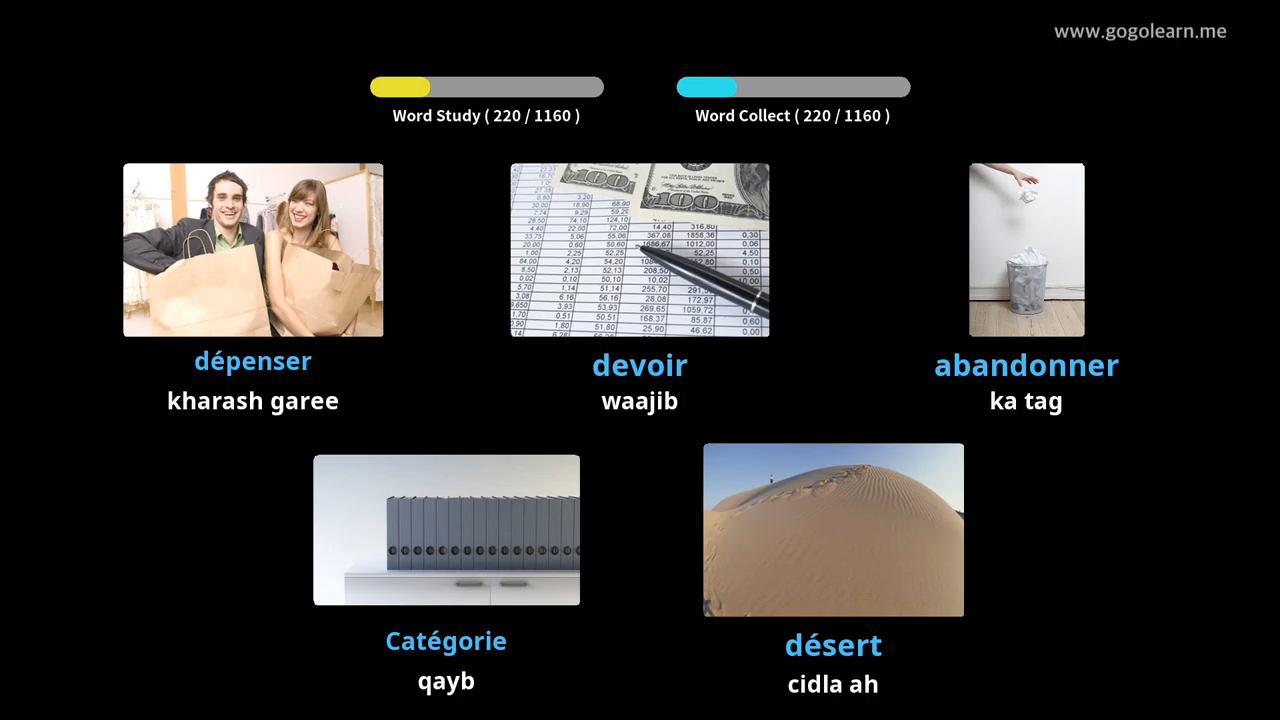 www.gogolearn.me
Word Study ( 220 / 1160 )
Word Collect ( 220 / 1160 )
dépenser
kharash garee
devoir
waajib
abandonner
ka tag
Catégorie
qayb
désert
cidla ah